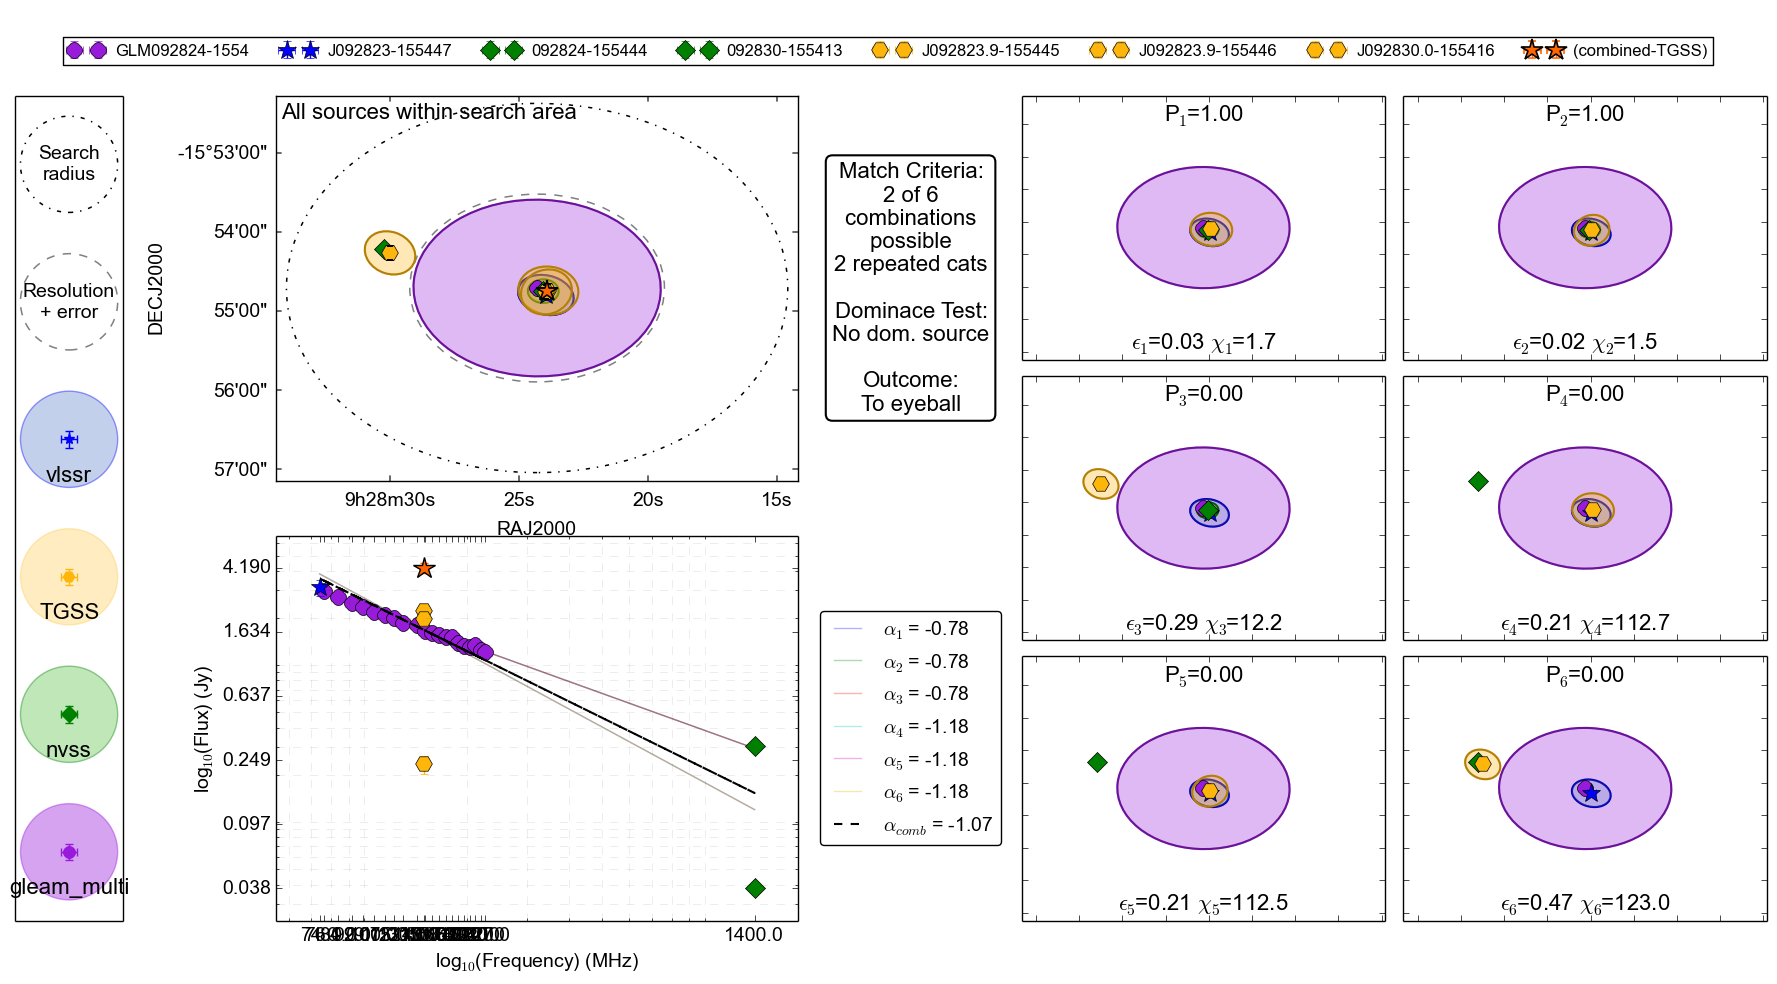 GLM092824-1554 J092823-155447 092824-155444 092830-155413 J092823.9-155445 J092823.9-155446 J092830.0-155416 (combined-TGSS)
Search
radius
Resolution
+ error
vlssr
TGSS
nvss
gleam_multi
All sources within search area
DECJ2000
-15°53'00"
54'00"
55'00"
56'00"
57'00"
9h28m30s 25s 20s 15s
RAJ2000
log10(Flux) (Jy)
4.190
1.634
0.637
0.249
0.097
0.038
1400.0
log10(Frequency) (MHz)
Match Criteria:
2 of 6
combinations
possible
2 repeated cats
Dominace Test:
No dom. source
Outcome:
To eyeball
α1 = -0.78
α2 = -0.78
α3 = -0.78
α4 = -1.18
α5 = -1.18
α6 = -1.18
αcomb = -1.07
P1=1.00
ϵ1=0.03 χ1=1.7
P2=1.00
ϵ2=0.02 χ2=1.5
P3=0.00
ϵ3=0.29 χ3=12.2
P4=0.00
ϵ4=0.21 χ4=112.7
P5=0.00
ϵ5=0.21 χ5=112.5
P6=0.00
ϵ6=0.47 χ6=123.0